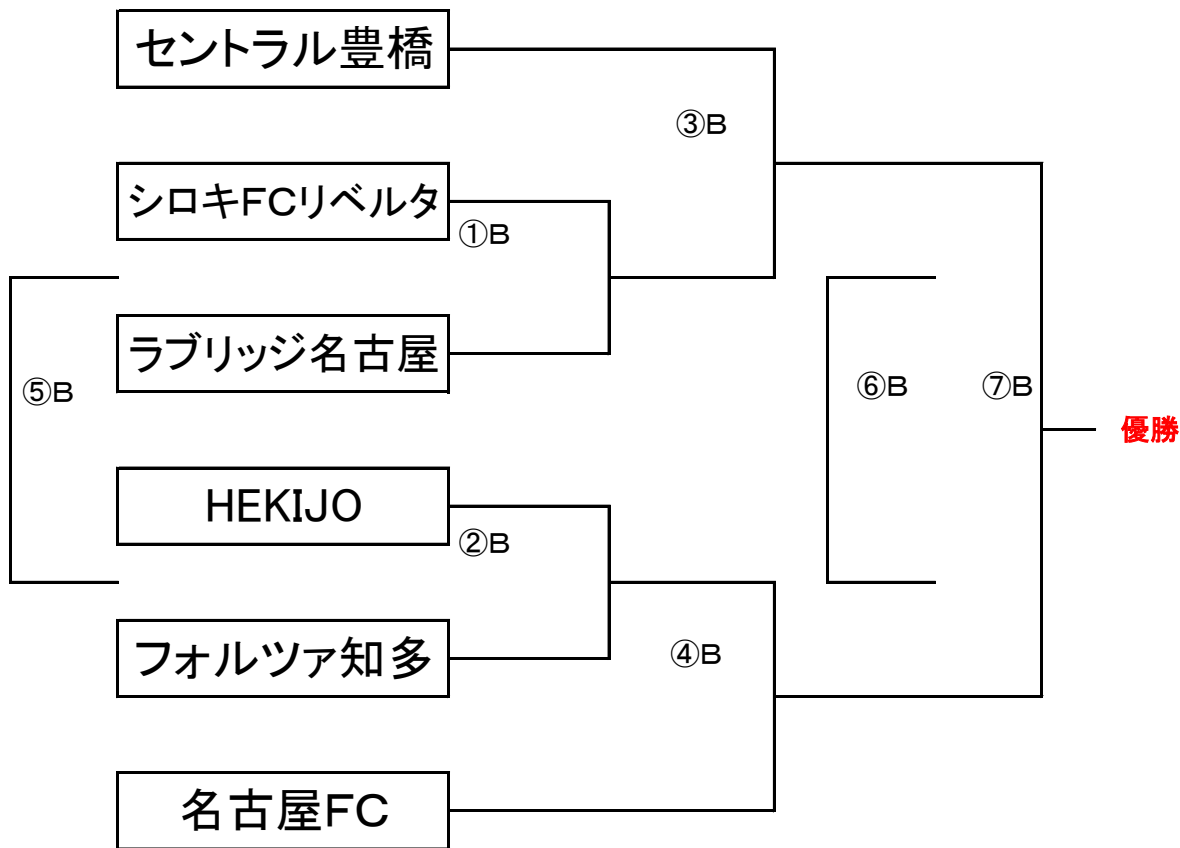 セントラル豊橋
③B
シロキFCリベルタ
①B
ラブリッジ名古屋
⑤B
⑥B
⑦B
優勝
HEKIJO
②B
フォルツァ知多
④B
名古屋FC